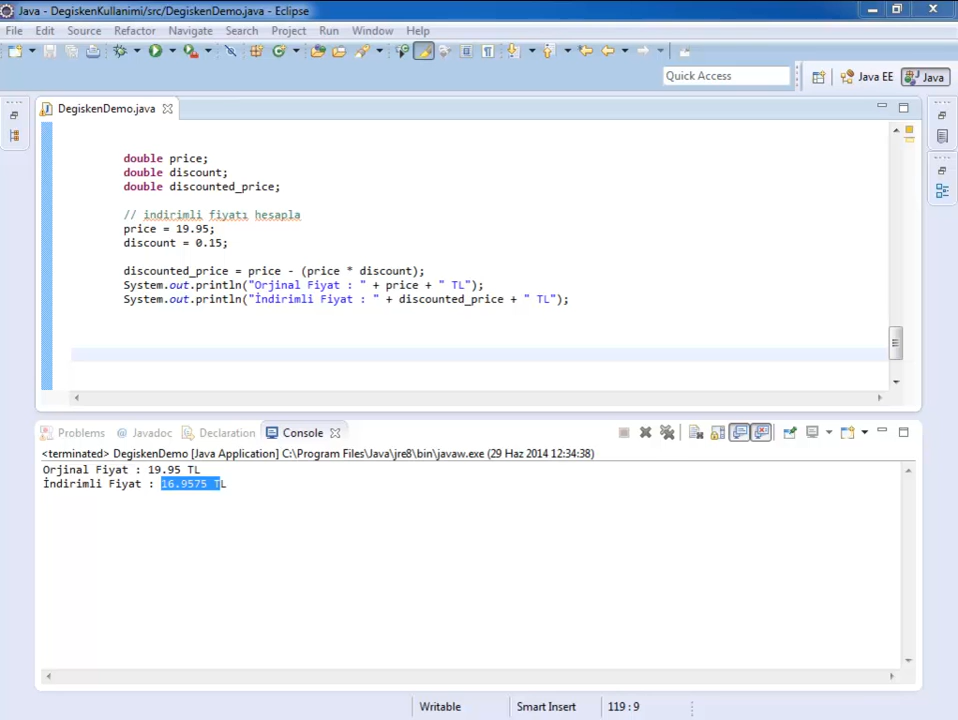 Java - DegiskenKullanimi/src/DegiskenDemo.java - Eclipse
File Edit Source Refactor Navigate Search Project Run Window Help
Quick Access
Java EE
Java
DegiskenDemo.java
double price;
double discount;
double discounted_price;
// indirimli fiyatı hesapla
price = 19.95;
discount = 0.15;
discounted_price = price - (price * discount);
System.out.println("Orjinal Fiyat : " + price + " TL");
System.out.println("İndirimli Fiyat : " + discounted_price + " TL");
Problems @ Javadoc Declaration Console
<terminated> DegiskenDemo [Java Application] C:\Program Files\Java\jre8\bin\javaw.exe (29 Haz 2014 12:34:38)
Orjinal Fiyat : 19.95 TL
İndirimli Fiyat : 16.9575 TL
Writable Smart Insert 119 : 9